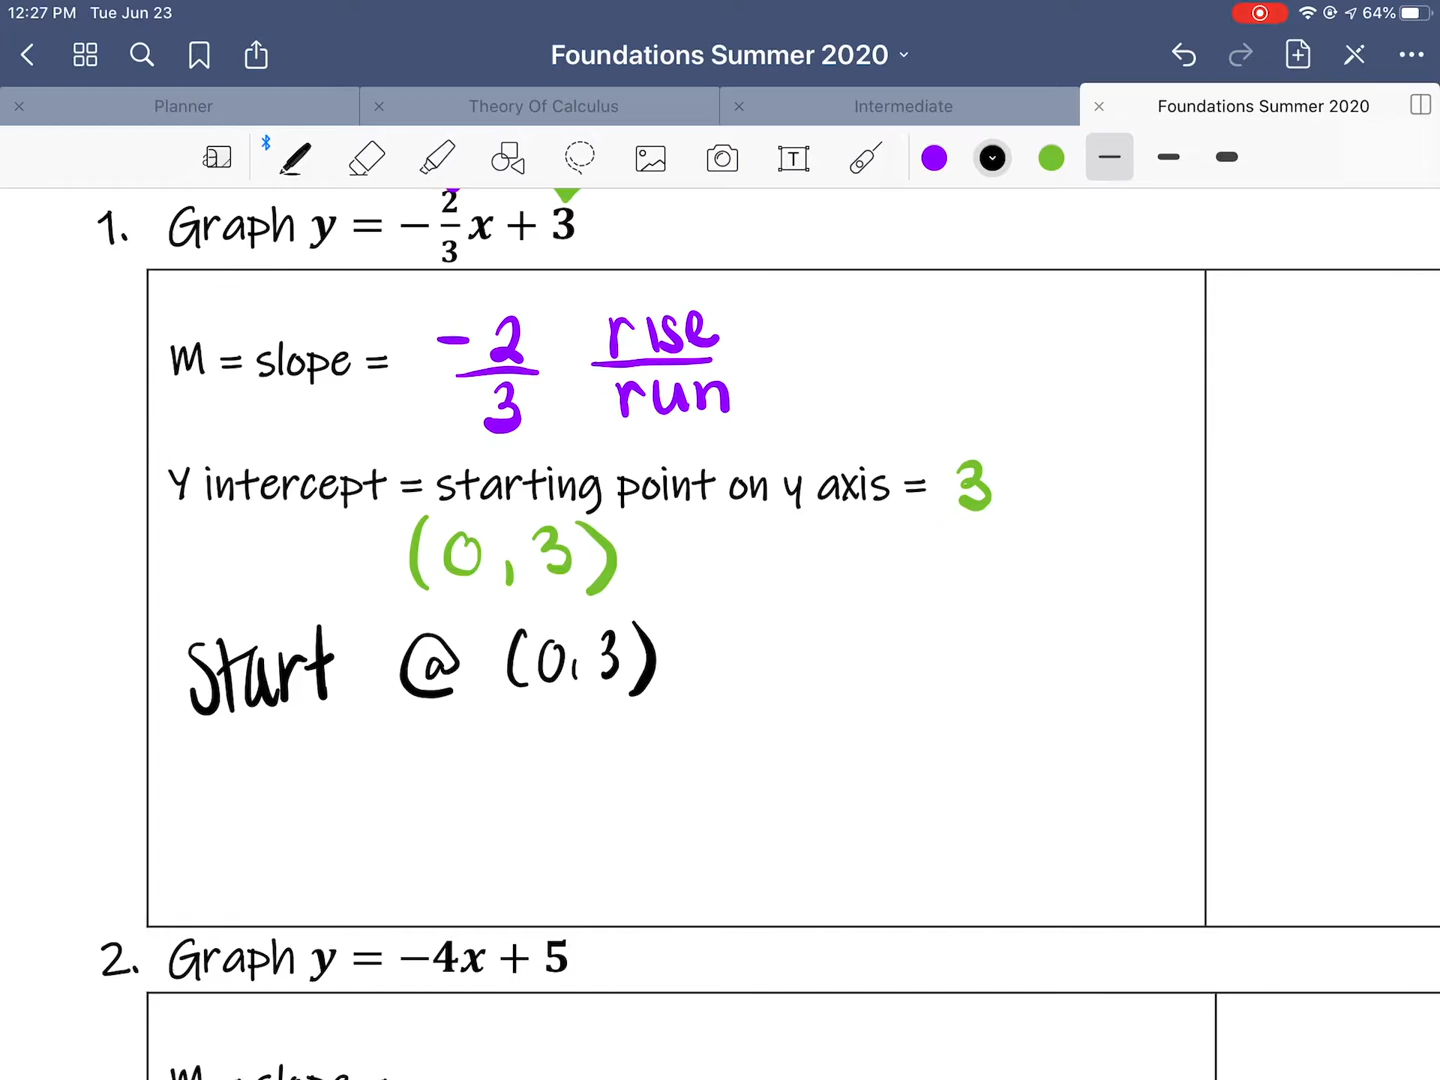 12:27 PM Tue Jun 23 64%
Foundations Summer 2020
Planner Theory Of Calculus Intermediate Foundations Summer 2020
T
1. Graph y = -2/3x + 3
M = slope = -2/3 rise/run
Y intercept = starting point on y axis = 3
(0, 3)
Start @ (0, 3)
2. Graph y = −4x + 5
M = slope =